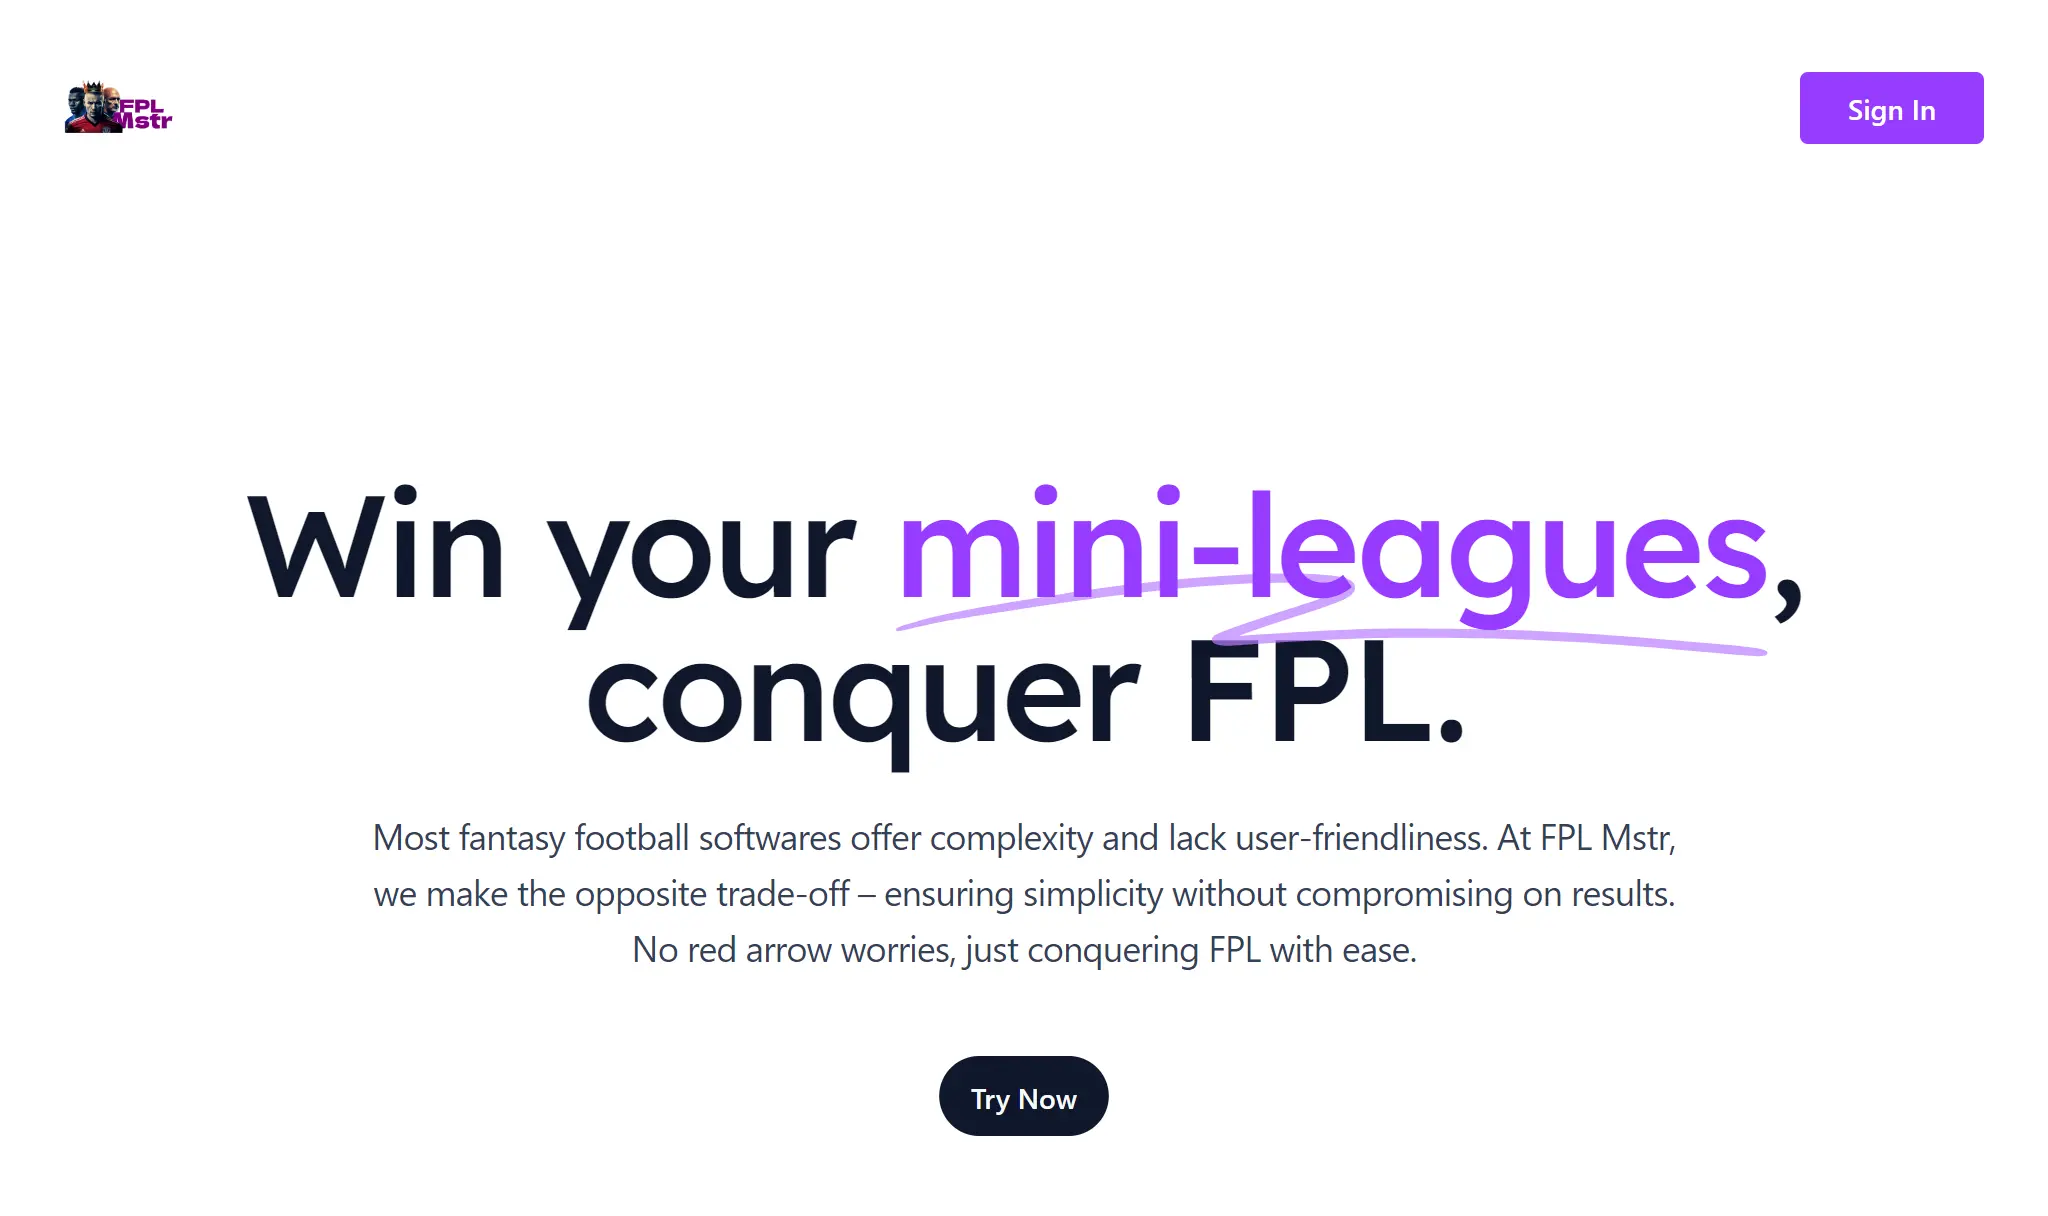 FPL
Mstr
Sign In
Win your mini-leagues,
conquer FPL.
Most fantasy football softwares offer complexity and lack user-friendliness. At FPL Mstr,
we make the opposite trade-off – ensuring simplicity without compromising on results.
No red arrow worries, just conquering FPL with ease.
Try Now